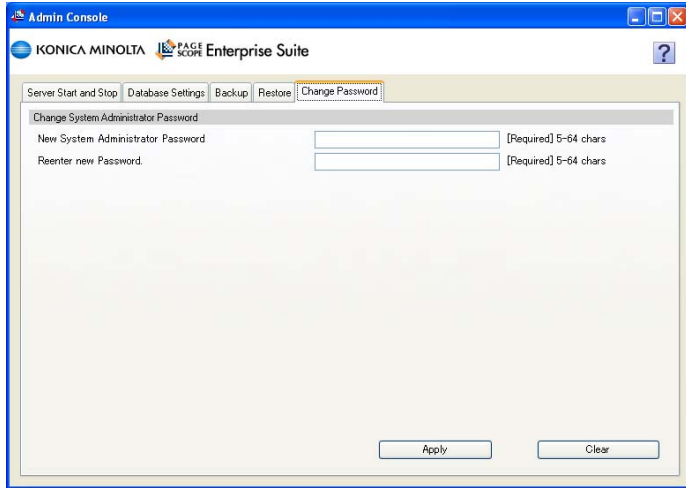 Admin Console
KONICA MINOLTA PAGE SCOPE Enterprise Suite
?
Server Start and Stop Database Settings Backup Restore Change Password
Change System Administrator Password
New System Administrator Password [Required] 5-64 chars
Reenter new Password. [Required] 5-64 chars
Apply Clear